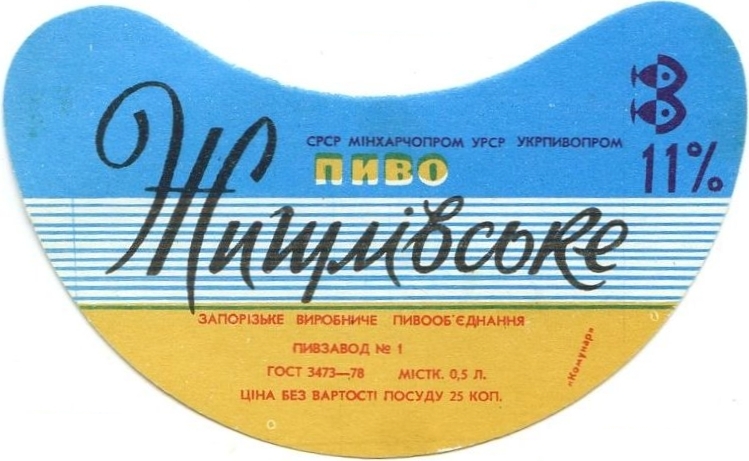 СРСР МІНХАРЧОПРОМ УРСР УКРПИВОПРОМ
ПИВО
11%
Жигулівське
ЗАПОРІЗЬКЕ ВИРОБНИЧЕ ПИВООБ'ЄДНАННЯ
ПИВЗАВОД № 1
ГОСТ 3473—78 МІСТК. 0,5 Л.
ЦІНА БЕЗ ВАРТОСТІ ПОСУДУ 25 КОП.
«Комунар»